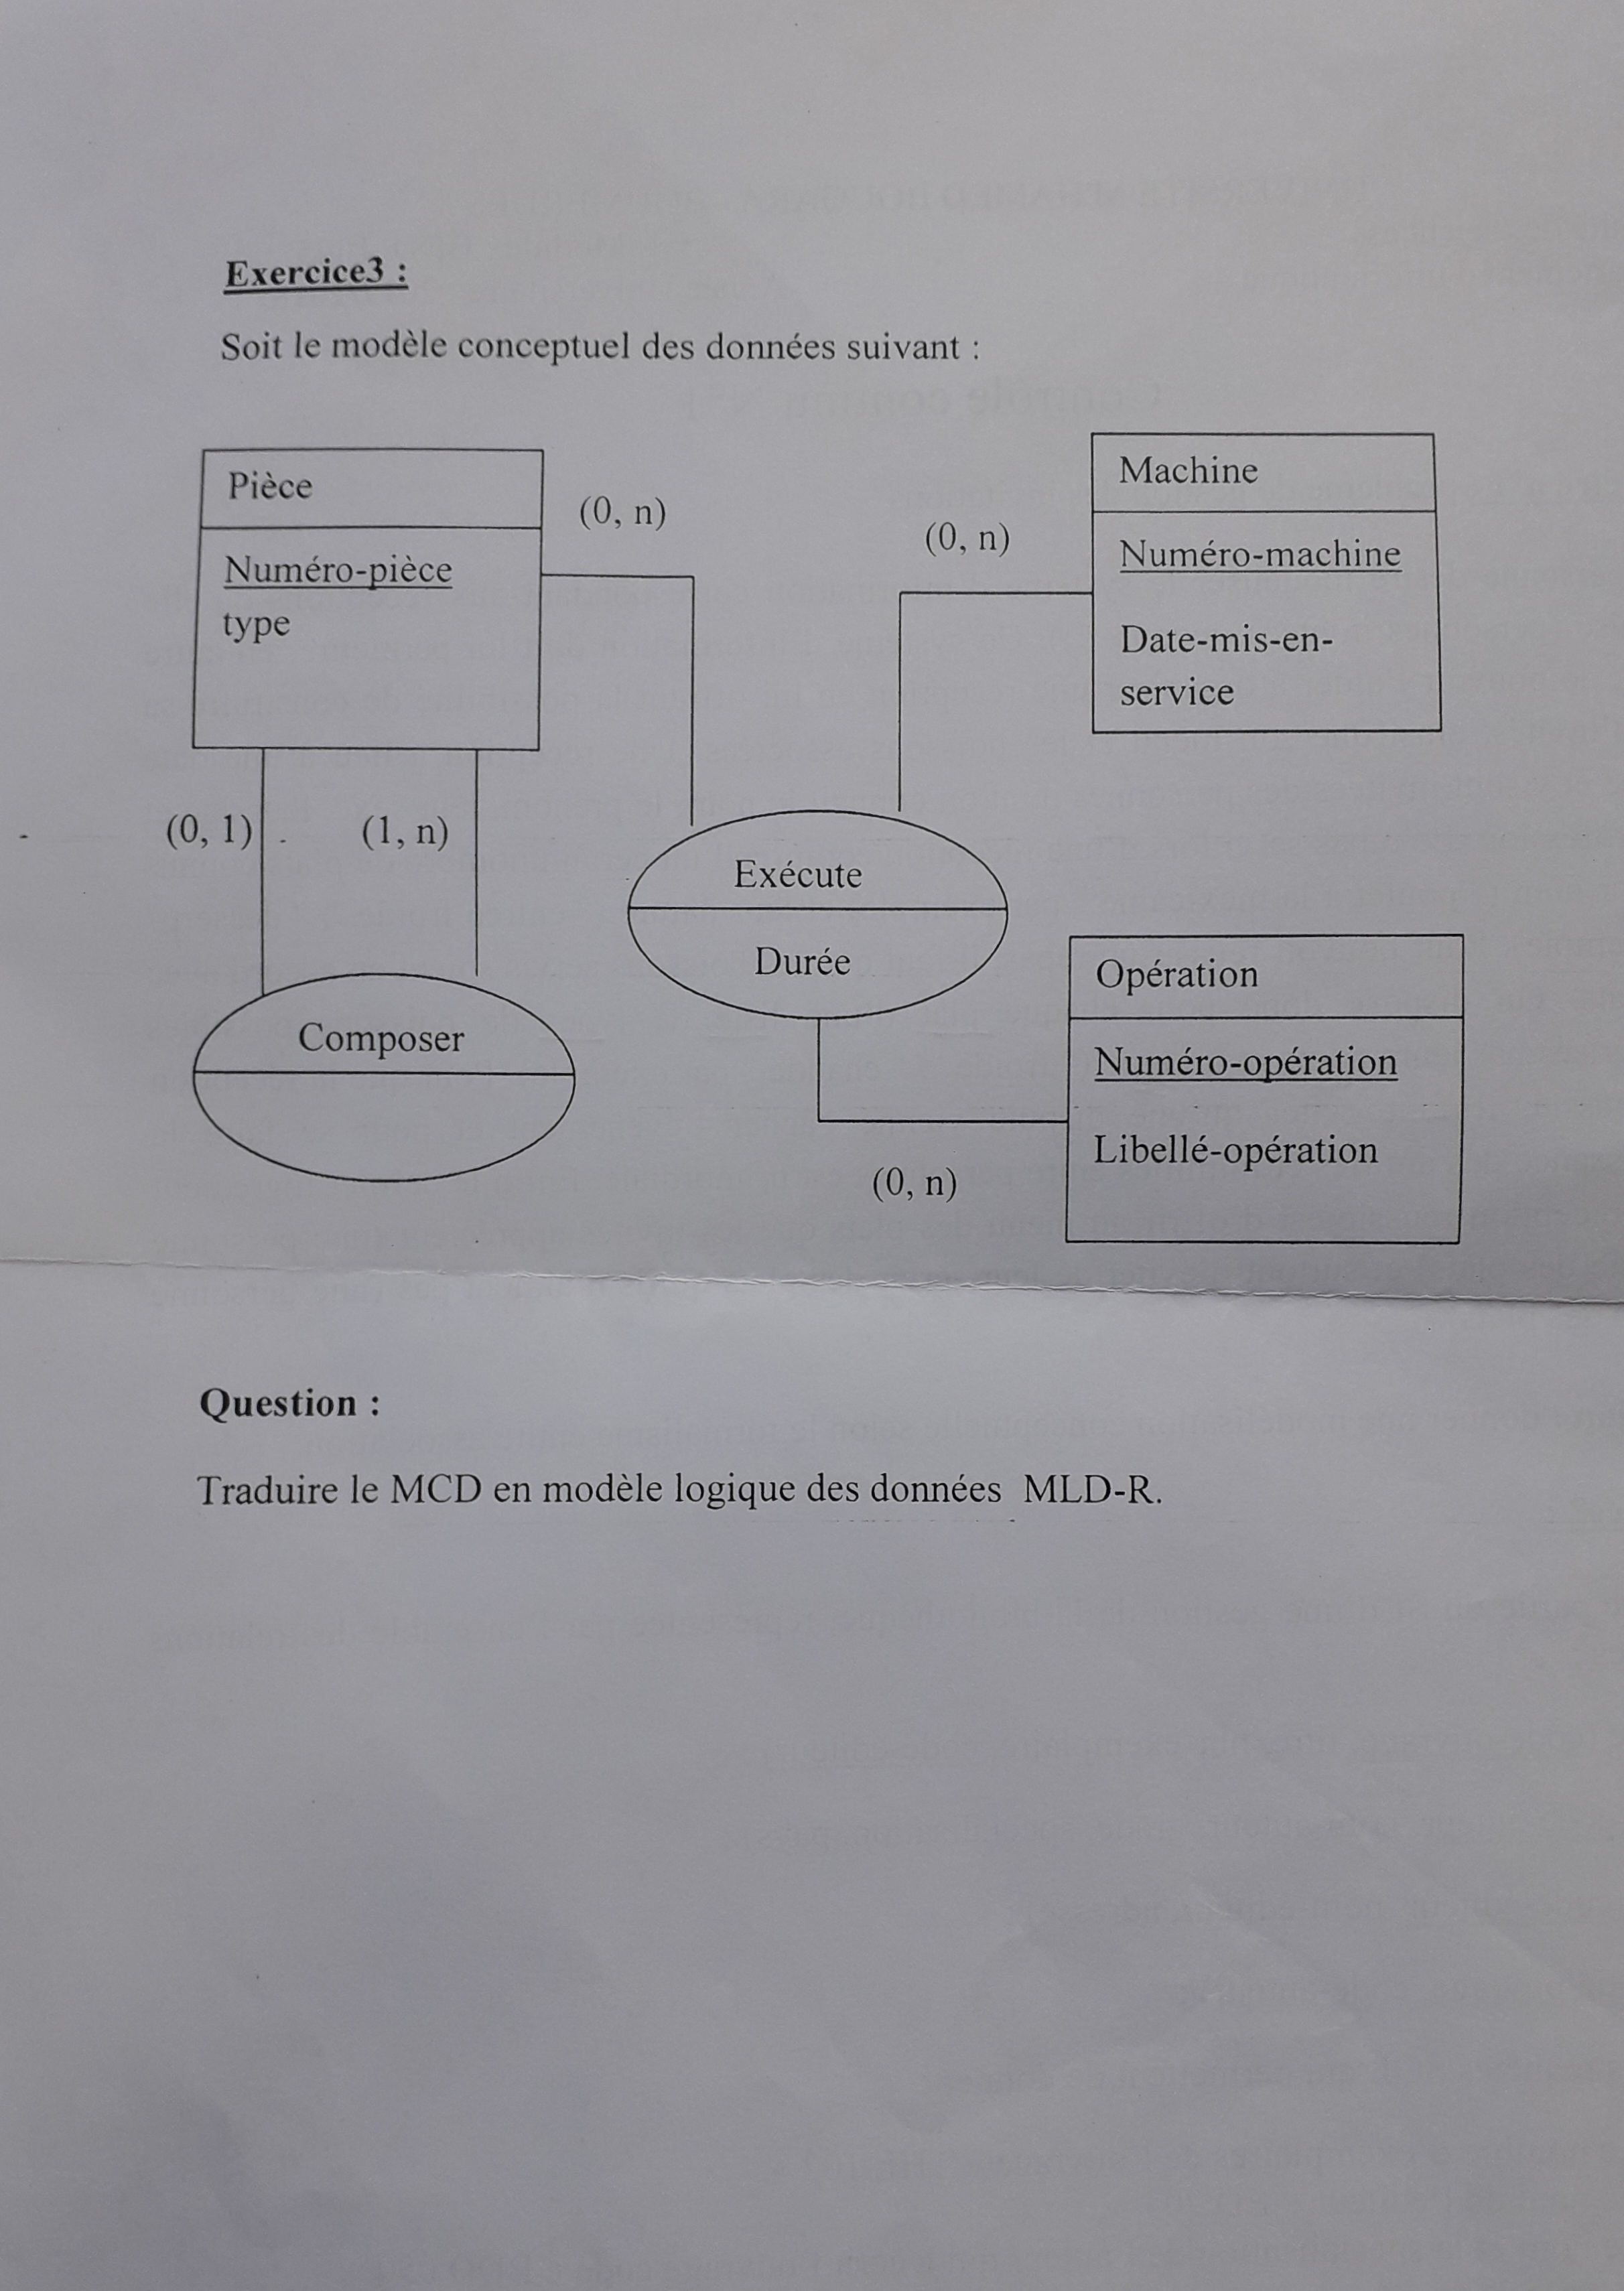 Exercice3 :
Soit le modèle conceptuel des données suivant :
Pièce
Numéro-pièce
type
(0, n)
(0, n)
Machine
Numéro-machine
Date-mis-en-
service
(0, 1)
(1, n)
Exécute
Durée
Composer
Opération
Numéro-opération
Libellé-opération
(0, n)
Question :
Traduire le MCD en modèle logique des données MLD-R.